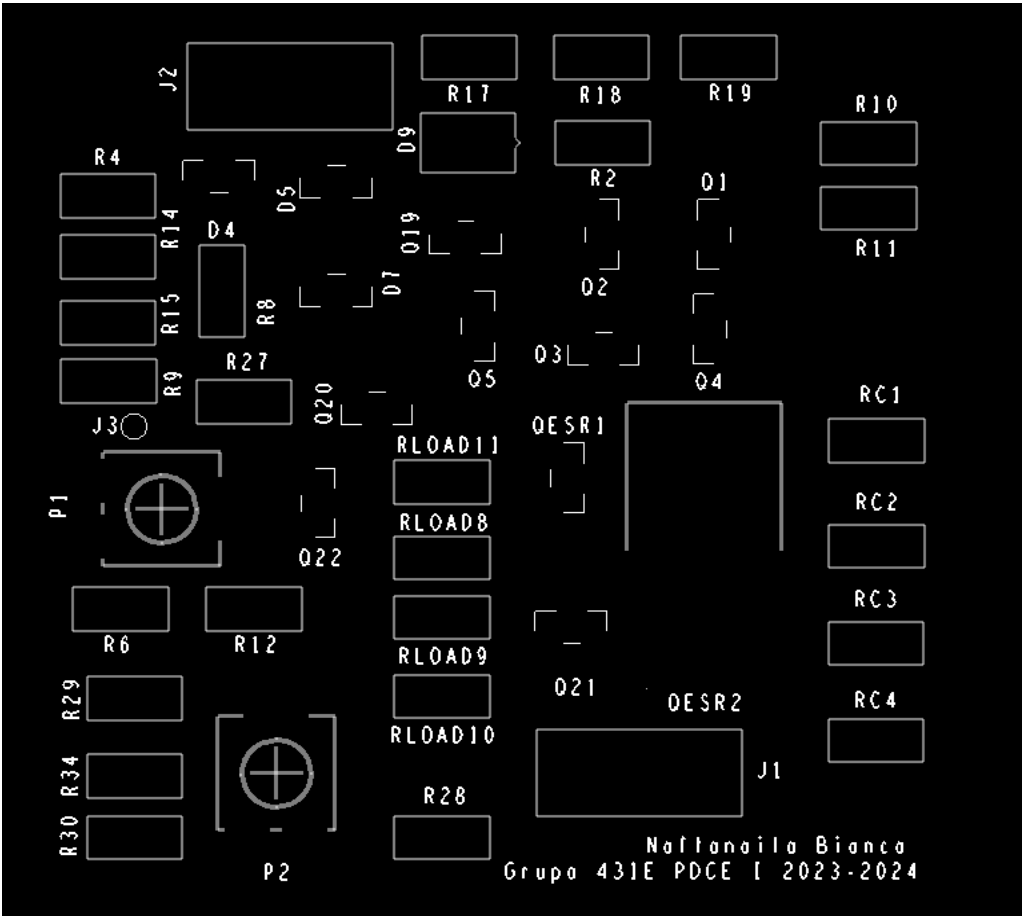 J2
R17
R18
R19
R10
D9
R4
R2
Q1
D5
R14
D4
Q19
R11
D7
Q2
R8
R15
Q3
R27
Q5
Q4
R9
Q20
RC1
J3
QESR1
RLOAD11
P1
RC2
RLOAD8
Q22
RC3
R6
R12
RLOAD9
Q21
R29
QESR2
RC4
RLOAD10
J1
R34
R28
R30
Naftanaila Bianca
P2
Grupa 431E PDCE I 2023-2024